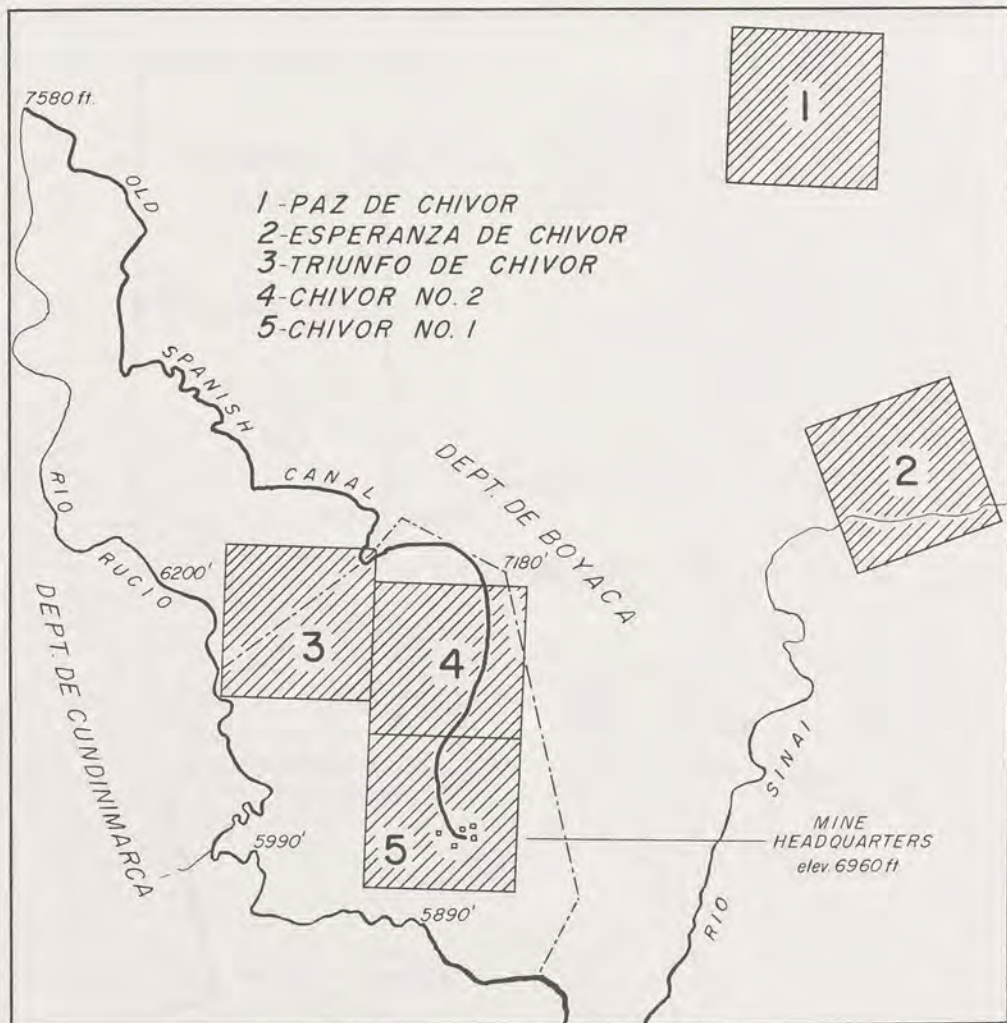 1
7580 ft.
OLD
1-PAZ DE CHIVOR
2-ESPERANZA DE CHIVOR
3-TRIUNFO DE CHIVOR
4-CHIVOR NO. 2
5-CHIVOR NO. 1
SPANISH
CANAL
DEPT. DE BOYACA
2
RIO
RUCIO
6200'
7180'
DEPT. DE CUNDINIMARCA
3
4
SINAI
5
MINE
HEADQUARTERS
elev. 6960 ft
5990'
5890'
RIO